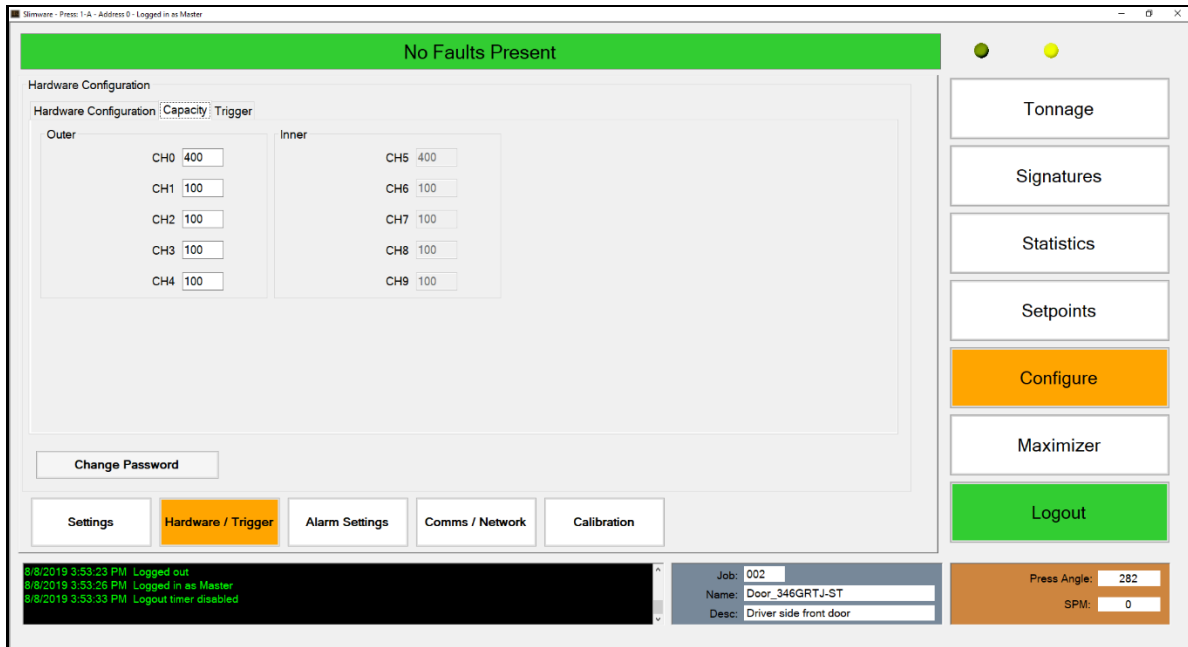 Slimware - Press: 1-A - Address 0 - Logged in as Master
No Faults Present
Hardware Configuration
Hardware Configuration Capacity Trigger
Outer Inner
CH0 400 CH5 400
CH1 100 CH6 100
CH2 100 CH7 100
CH3 100 CH8 100
CH4 100 CH9 100
Change Password
Settings Hardware / Trigger Alarm Settings Comms / Network Calibration
Tonnage
Signatures
Statistics
Setpoints
Configure
Maximizer
Logout
8/8/2019 3:53:23 PM Logged out
8/8/2019 3:53:26 PM Logged in as Master
8/8/2019 3:53:33 PM Logout timer disabled
Job: 002
Name: Door_346GRTJ-ST
Desc: Driver side front door
Press Angle: 282
SPM: 0